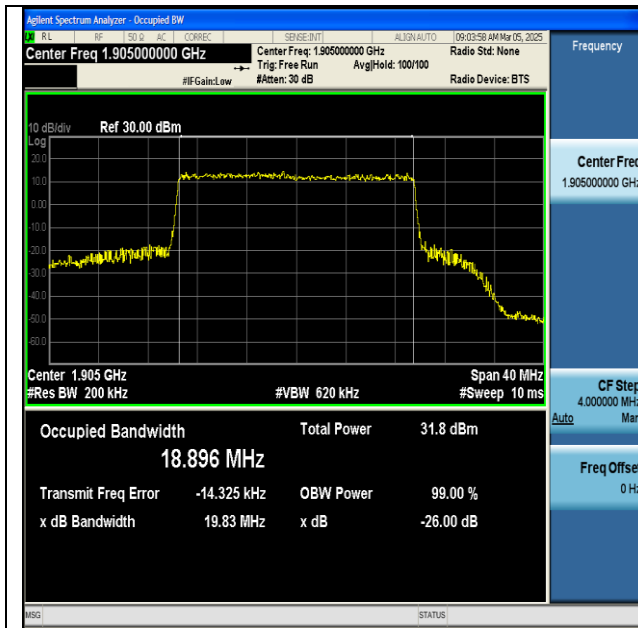 Agilent Spectrum Analyzer - Occupied BW
RL RF 50 Ω AC CORREC SENSE:INT ALIGN AUTO 09:03:58 AM Mar 05, 2025
Center Freq 1.905000000 GHz
Center Freq: 1.905000000 GHz
Radio Std: None
Trig: Free Run Avg|Hold: 100/100
#IFGain:Low #Atten: 30 dB Radio Device: BTS
Frequency
10 dB/div Ref 30.00 dBm
Log
20.0
10.0
0.00
-10.0
-20.0
-30.0
-40.0
-50.0
-60.0
Center 1.905 GHz Span 40 MHz
#Res BW 200 kHz #VBW 620 kHz #Sweep 10 ms
Center Freq
1.905000000 GHz
CF Step
4.000000 MHz
Auto Man
Freq Offset
0 Hz
Occupied Bandwidth Total Power 31.8 dBm
18.896 MHz
Transmit Freq Error -14.325 kHz OBW Power 99.00 %
x dB Bandwidth 19.83 MHz x dB -26.00 dB
MSG STATUS